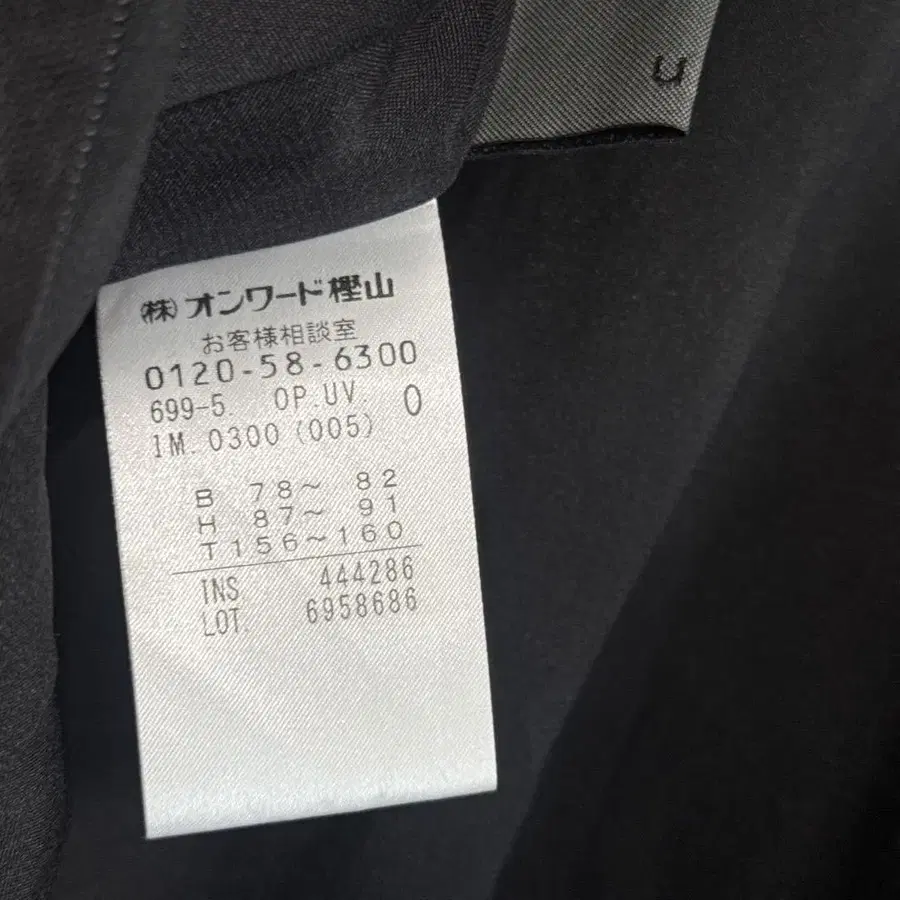 u
㈱オンワード樫山
お客様相談室
0120-58-6300
699-5. OP.UV. 0
IM. 0300 (005)
B 78～ 82
H 87～ 91
T156～160
INS 444286
LOT. 6958686